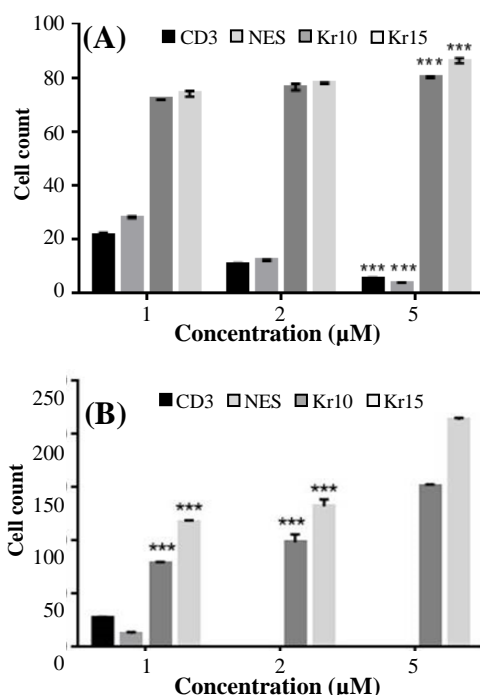 (A) CD3 NES Kr10 Kr15
100
80
60
40
20
0
Cell count
*** *** *** ***
1 2 5
Concentration (µM)
(B) CD3 NES Kr10 Kr15
250
200
150
100
50
0
Cell count
*** *** *** ***
1 2 5
Concentration (µM)